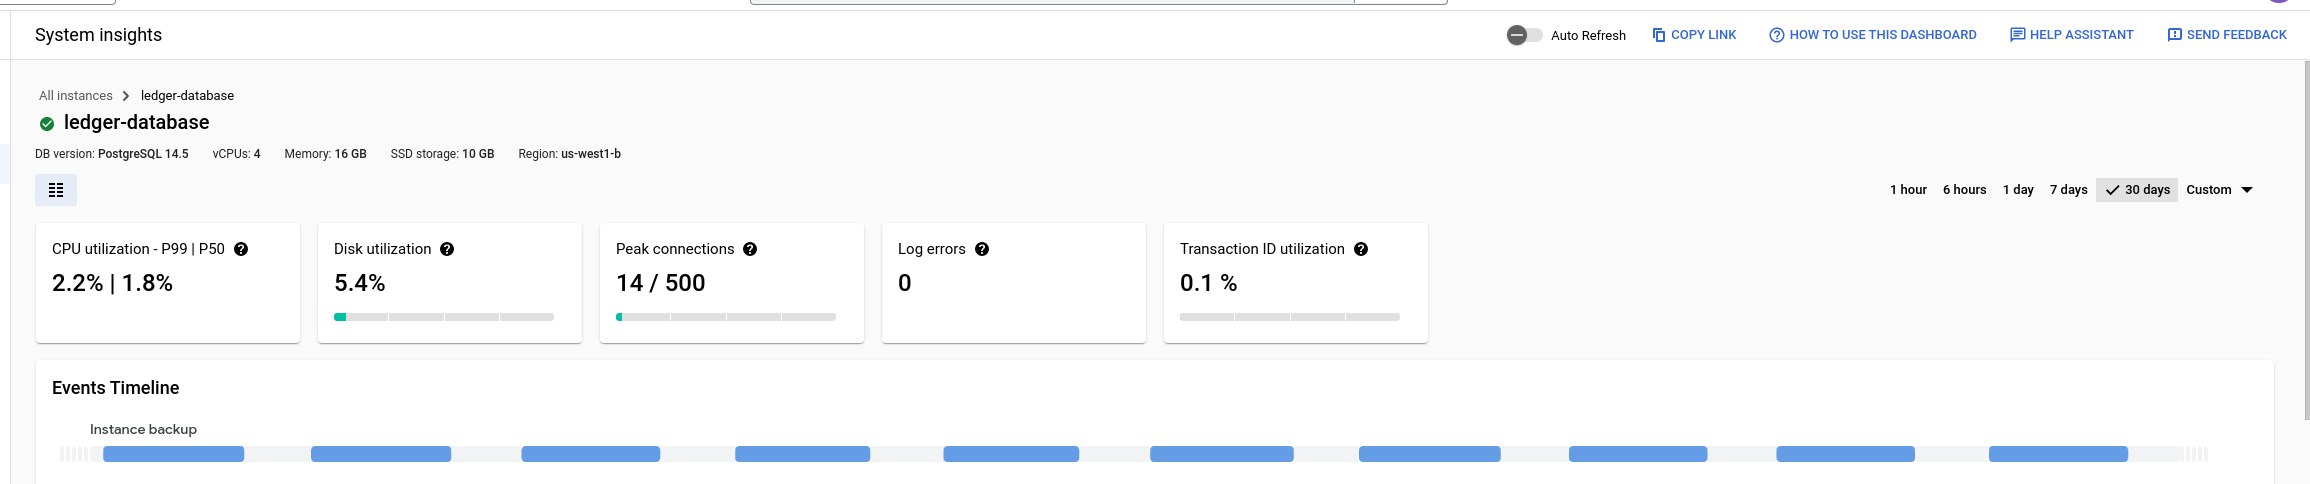 System insights
Auto Refresh
COPY LINK
HOW TO USE THIS DASHBOARD
HELP ASSISTANT
SEND FEEDBACK
All instances
ledger-database
ledger-database
DB version: PostgreSQL 14.5 vCPUs: 4 Memory: 16 GB SSD storage: 10 GB Region: us-west1-b
1 hour 6 hours 1 day 7 days 30 days Custom
CPU utilization - P99 | P50
2.2% | 1.8%
Disk utilization
5.4%
Peak connections
14 / 500
Log errors
0
Transaction ID utilization
0.1 %
Events Timeline
Instance backup